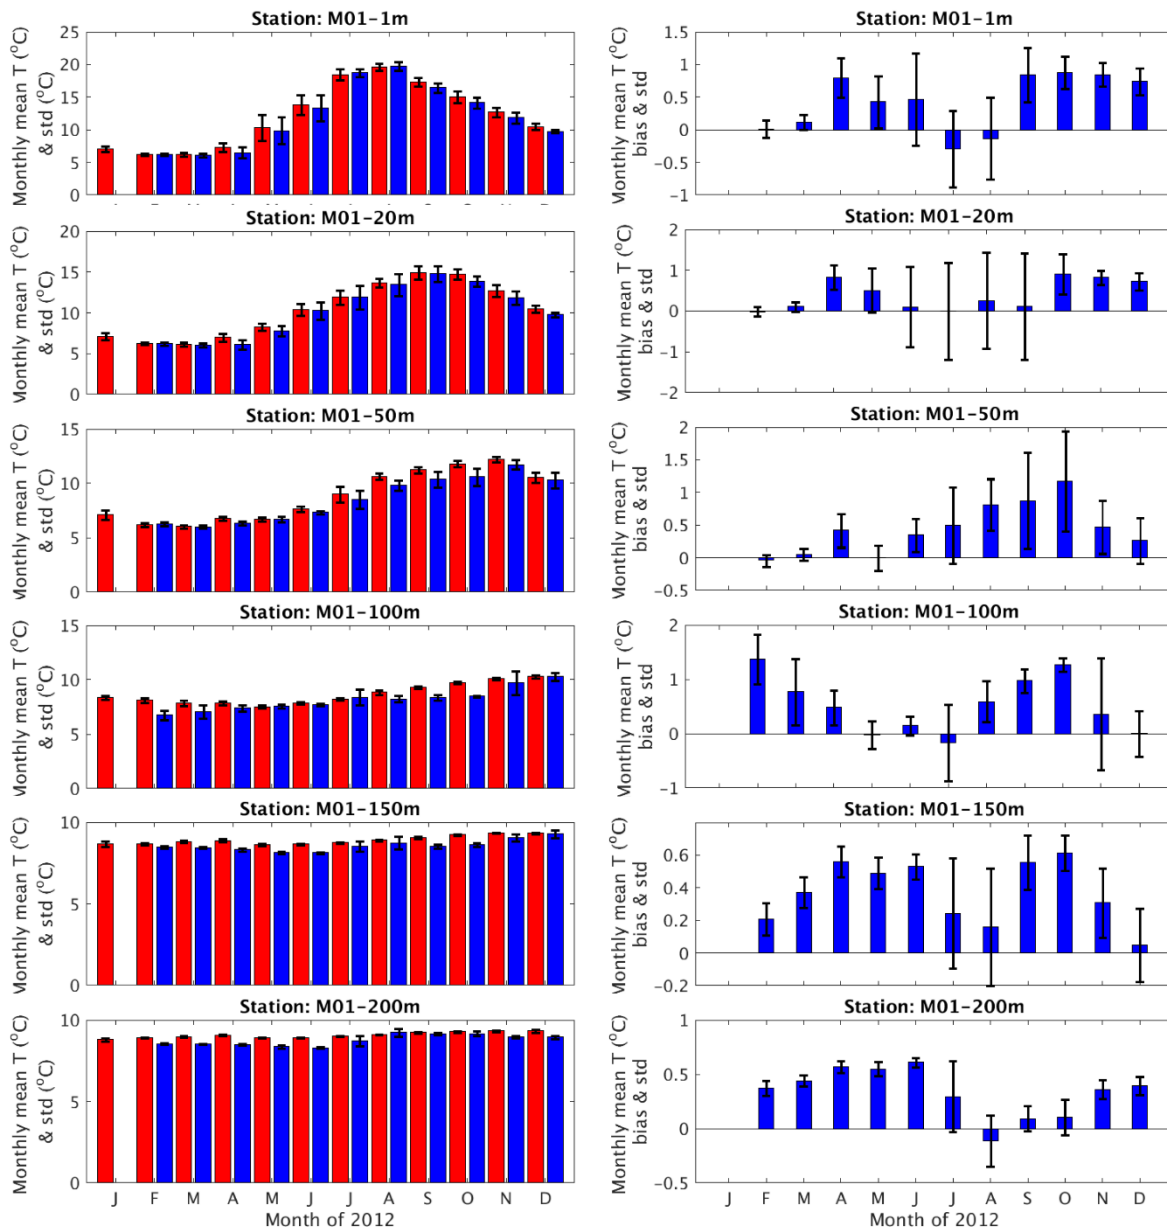 Station: M01-1m
Monthly mean T (°C)
& std (°C)
25
20
15
10
5
0
Station: M01-1m
Monthly mean T (°C)
bias & std
1.5
1
0.5
0
-0.5
-1
Station: M01-20m
Monthly mean T (°C)
& std (°C)
20
15
10
5
0
Station: M01-20m
Monthly mean T (°C)
bias & std
2
1
0
-1
-2
Station: M01-50m
Monthly mean T (°C)
& std (°C)
15
10
5
0
Station: M01-50m
Monthly mean T (°C)
bias & std
2
1.5
1
0.5
0
-0.5
Station: M01-100m
Monthly mean T (°C)
& std (°C)
15
10
5
0
Station: M01-100m
Monthly mean T (°C)
bias & std
2
1
0
-1
Station: M01-150m
Monthly mean T (°C)
& std (°C)
10
5
0
Station: M01-150m
Monthly mean T (°C)
bias & std
0.6
0.4
0.2
0
-0.2
Station: M01-200m
Monthly mean T (°C)
& std (°C)
10
5
0
J F M A M J J A S O N D
Month of 2012
Station: M01-200m
Monthly mean T (°C)
bias & std
1
0.5
0
-0.5
J F M A M J J A S O N D
Month of 2012